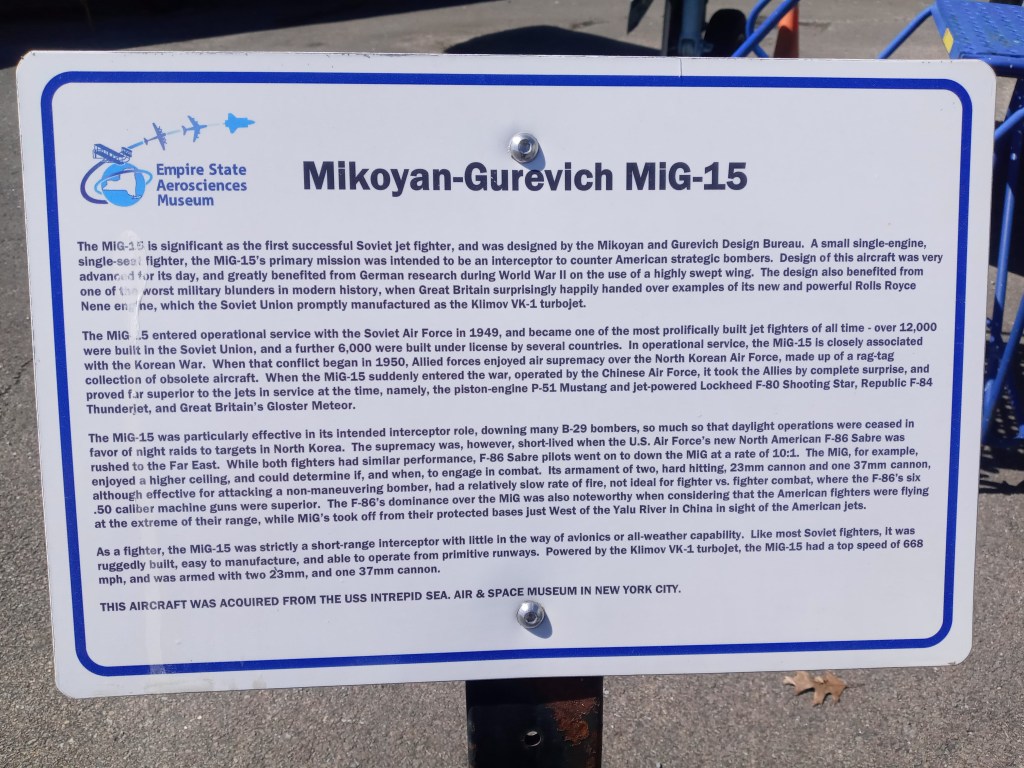 Empire State
Aerosciences
Museum
Mikoyan-Gurevich MiG-15
The MiG-15 is significant as the first successful Soviet jet fighter, and was designed by the Mikoyan and Gurevich Design Bureau. A small single-engine,
single-seat fighter, the MiG-15's primary mission was intended to be an interceptor to counter American strategic bombers. Design of this aircraft was very
advanced for its day, and greatly benefited from German research during World War II on the use of a highly swept wing. The design also benefited from
one of the worst military blunders in modern history, when Great Britain surprisingly happily handed over examples of its new and powerful Rolls Royce
Nene engine, which the Soviet Union promptly manufactured as the Klimov VK-1 turbojet.
The MiG 15 entered operational service with the Soviet Air Force in 1949, and became one of the most prolifically built jet fighters of all time - over 12,000
were built in the Soviet Union, and a further 6,000 were built under license by several countries. In operational service, the MiG-15 is closely associated
with the Korean War. When that conflict began in 1950, Allied forces enjoyed air supremacy over the North Korean Air Force, made up of a rag-tag
collection of obsolete aircraft. When the MiG-15 suddenly entered the war, operated by the Chinese Air Force, it took the Allies by complete surprise, and
proved far superior to the jets in service at the time, namely, the piston-engine P-51 Mustang and jet-powered Lockheed F-80 Shooting Star, Republic F-84
Thunderjet, and Great Britain's Gloster Meteor.
The MiG-15 was particularly effective in its intended interceptor role, downing many B-29 bombers, so much so that daylight operations were ceased in
favor of night raids to targets in North Korea. The supremacy was, however, short-lived when the U.S. Air Force's new North American F-86 Sabre was
rushed to the Far East. While both fighters had similar performance, F-86 Sabre pilots went on to down the MiG at a rate of 10:1. The MiG, for example,
enjoyed a higher ceiling, and could determine if, and when, to engage in combat. Its armament of two, hard hitting, 23mm cannon and one 37mm cannon,
although effective for attacking a non-maneuvering bomber, had a relatively slow rate of fire, not ideal for fighter vs. fighter combat, where the F-86's six
.50 caliber machine guns were superior. The F-86's dominance over the MiG was also noteworthy when considering that the American fighters were flying
at the extreme of their range, while MiG's took off from their protected bases just West of the Yalu River in China in sight of the American jets.
As a fighter, the MiG-15 was strictly a short-range interceptor with little in the way of avionics or all-weather capability. Like most Soviet fighters, it was
ruggedly built, easy to manufacture, and able to operate from primitive runways. Powered by the Klimov VK-1 turbojet, the MiG-15 had a top speed of 668
mph, and was armed with two 23mm, and one 37mm cannon.
THIS AIRCRAFT WAS ACQUIRED FROM THE USS INTREPID SEA. AIR & SPACE MUSEUM IN NEW YORK CITY.